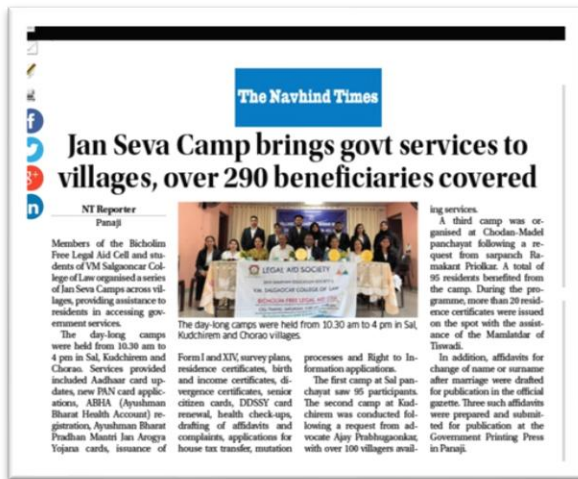 The Navhind Times
Jan Seva Camp brings govt services to
villages, over 290 beneficiaries covered
NT Reporter
Panaji
Members of the Bicholim
Free Legal Aid Cell and stu-
dents of VM Salgaoncar Col-
lege of Law organised a series
of Jan Seva Camps across vil-
lages, providing assistance to
residents in accessing gov-
ernment services.
The day-long camps
were held from 10.30 am to
4 pm in Sal, Kudchirem and
Chorao. Services provided
included Aadhaar card up-
dates, new PAN card applic-
ations, ABHA (Ayushman
Bharat Health Account) re-
gistration, Ayushman Bharat
Pradhan Mantri Jan Arogya
Yojana cards, issuance of
LEGAL AID SOCIETY
V.M. SALGAOCAR COLLEGE OF LAW
BICHOLIM FREE LEGAL AID CELL
The day-long camps were held from 10.30 am to 4 pm in Sal,
Kudchirem and Chorao villages.
Form I and XIV, survey plans,
residence certificates, birth
and income certificates, di-
vergence certificates, senior
citizen cards, DDSSY card
renewal, health check-ups,
drafting of affidavits and
complaints, applications for
house tax transfer, mutation
processes and Right to In-
formation applications.
The first camp at Sal pan-
chayat saw 95 participants.
The second camp at Kud-
chirem was conducted fol-
lowing a request from ad-
vocate Ajay Prabhugaonkar,
with over 100 villagers avail-
ing services.
A third camp was or-
ganised at Chodan-Madel
panchayat following a re-
quest from sarpanch Ra-
makant Priolkar. A total of
95 residents benefited from
the camp. During the pro-
gramme, more than 20 resid-
ence certificates were issued
on the spot with the assist-
ance of the Mamlatdar of
Tiswadi.
In addition, affidavits for
change of name or surname
after marriage were drafted
for publication in the official
gazette. Three such affidavits
were prepared and submit-
ted for publication at the
Government Printing Press
in Panaji.